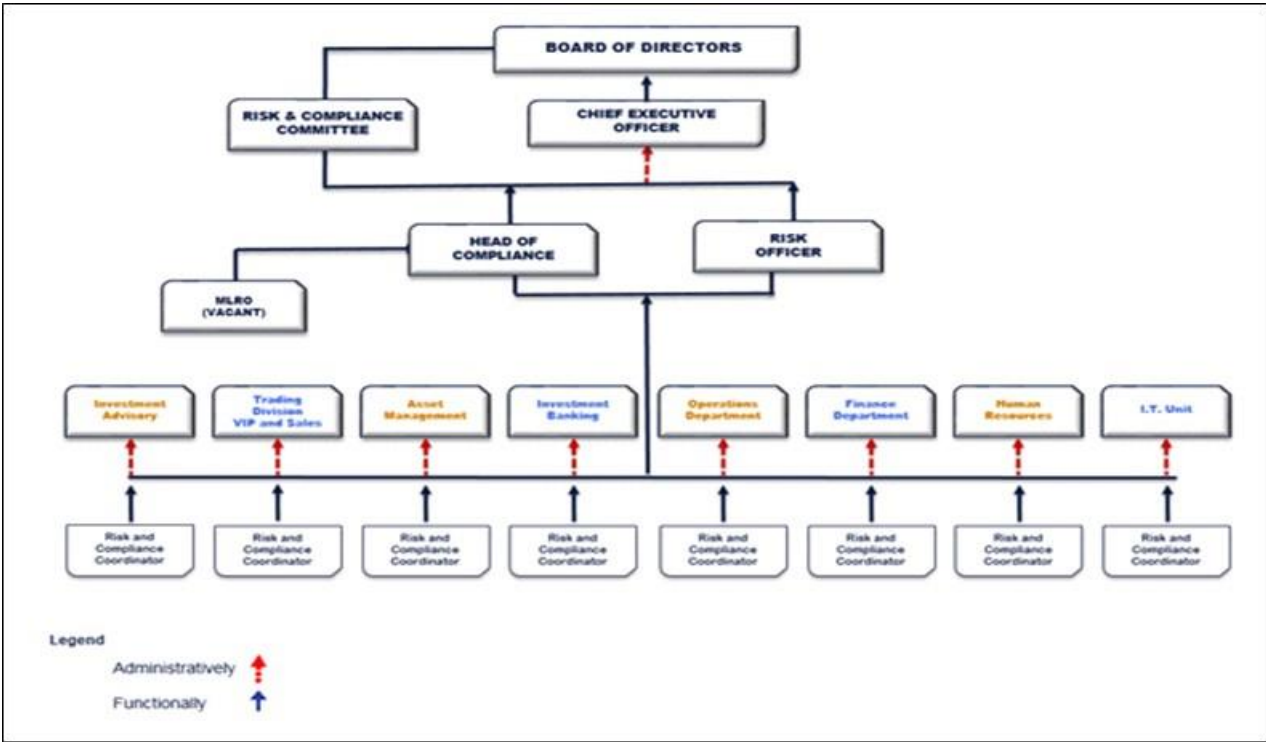 BOARD OF DIRECTORS
RISK & COMPLIANCE
COMMITTEE
CHIEF EXECUTIVE
OFFICER
HEAD OF
COMPLIANCE
RISK
OFFICER
MLRO
(VACANT)
Investment
Advisory
Trading
Division
VIP and Sales
Asset
Management
Investment
Banking
Operations
Department
Finance
Department
Human
Resources
I.T. Unit
Risk and
Compliance
Coordinator
Risk and
Compliance
Coordinator
Risk and
Compliance
Coordinator
Risk and
Compliance
Coordinator
Risk and
Compliance
Coordinator
Risk and
Compliance
Coordinator
Risk and
Compliance
Coordinator
Risk and
Compliance
Coordinator
Legend
Administratively
Functionally